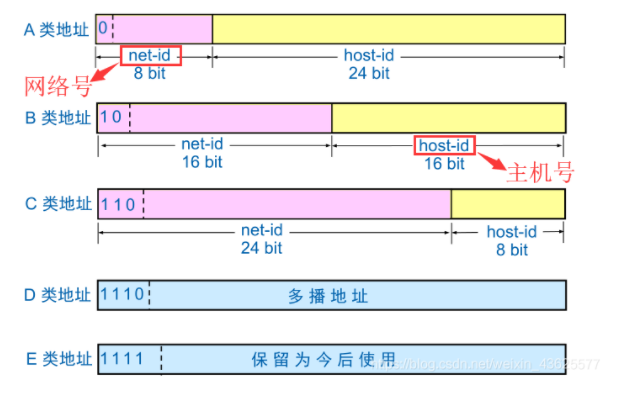 A 类地址
0
net-id
host-id
8 bit
24 bit
网络号
B 类地址
10
net-id
host-id
16 bit
16 bit
主机号
C 类地址
110
net-id
host-id
24 bit
8 bit
D 类地址
1110
多播地址
E 类地址
1111
保留为今后使用
https://blog.csdn.net/weixin_43625577